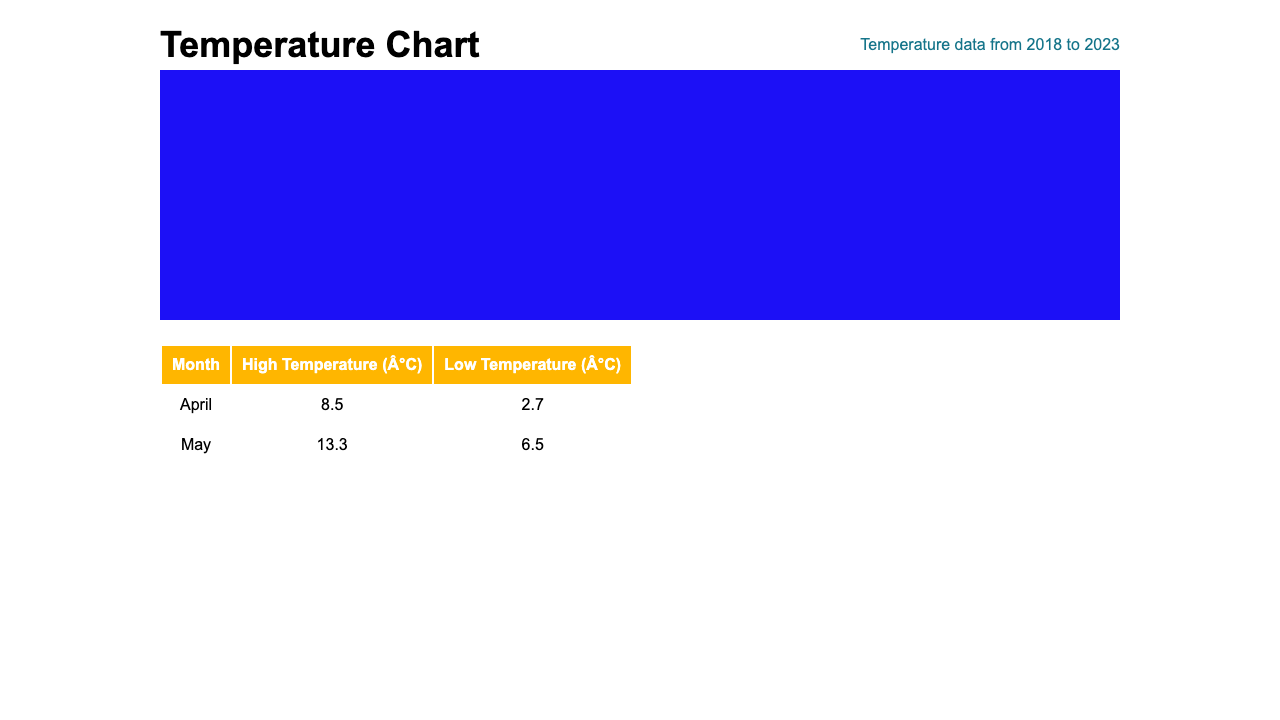 Temperature Chart
Temperature data from 2018 to 2023
Month High Temperature (Â°C) Low Temperature (Â°C)
April 8.5 2.7
May 13.3 6.5